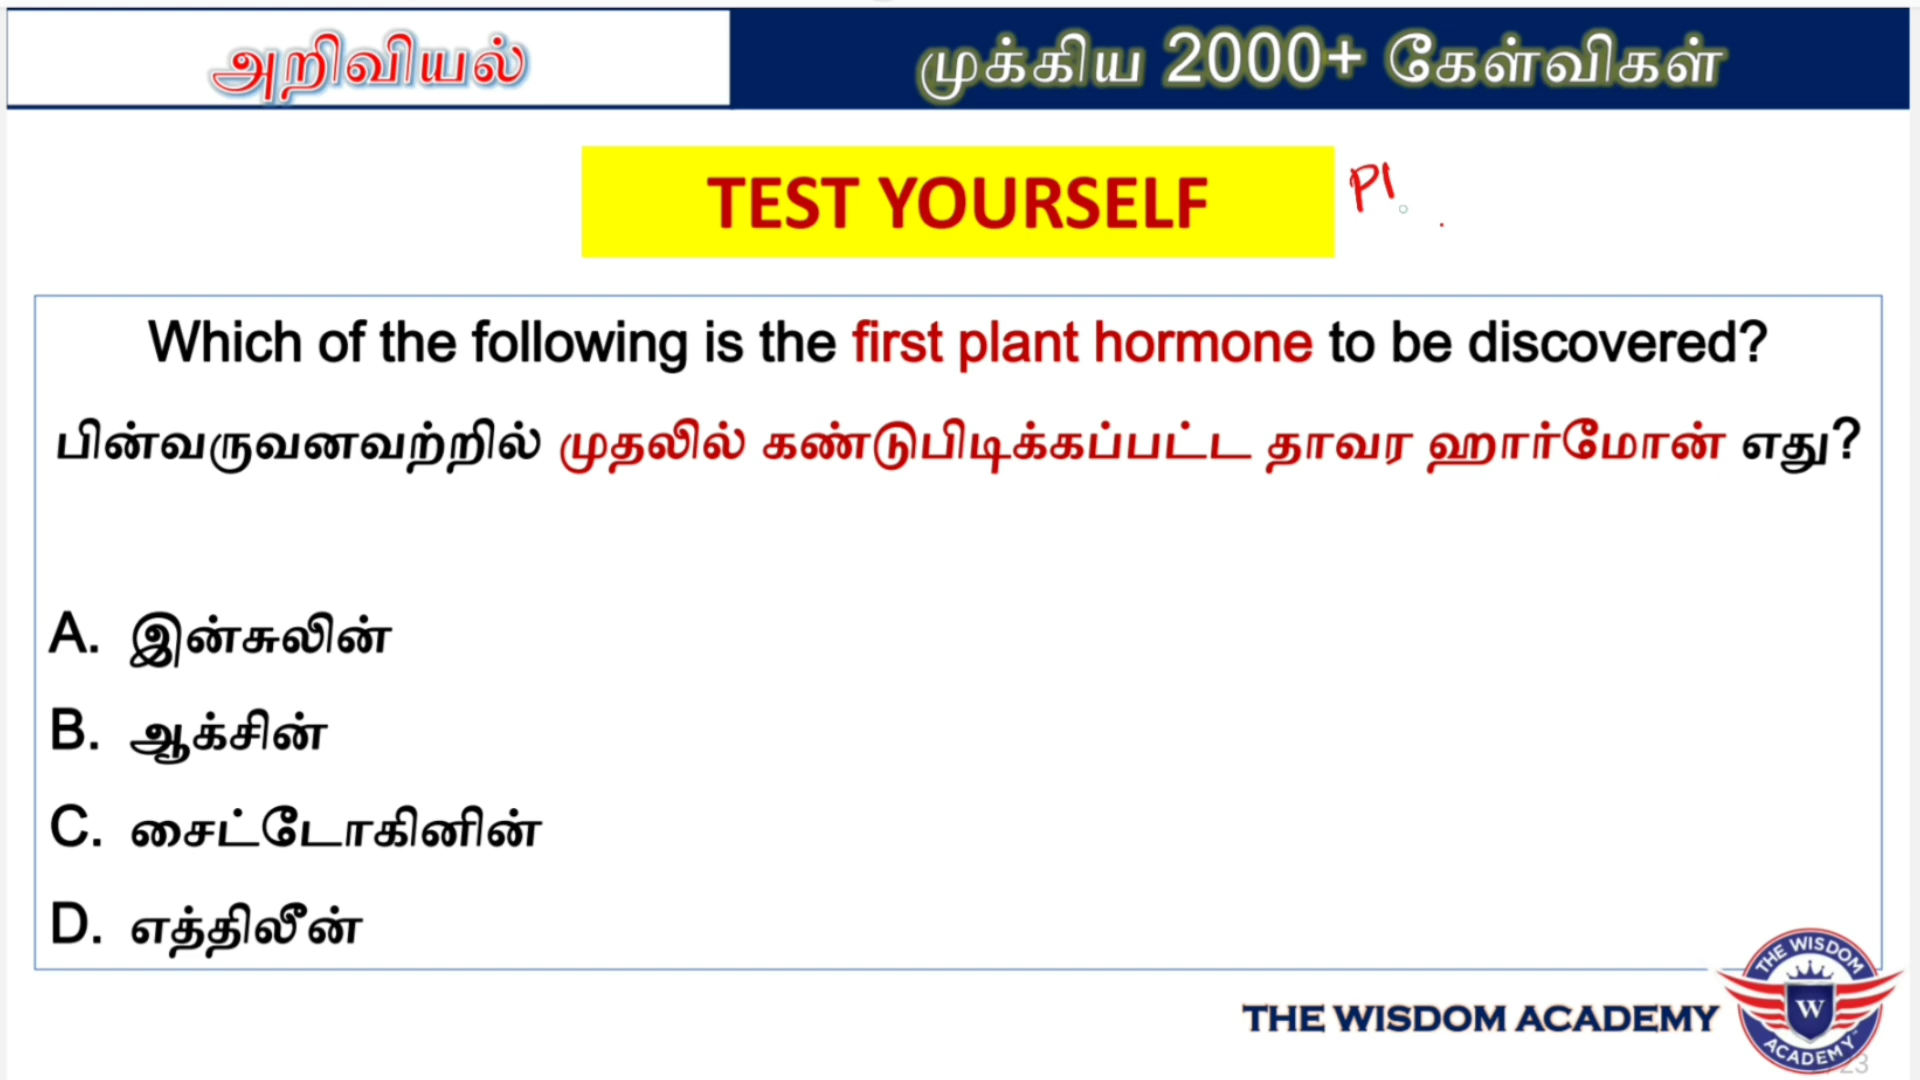 அறிவியல்
முக்கிய 2000+ கேள்விகள்
TEST YOURSELF
P1
Which of the following is the first plant hormone to be discovered?
பின்வருவனவற்றில் முதலில் கண்டுபிடிக்கப்பட்ட தாவர ஹார்மோன் எது?
A. இன்சுலின்
B. ஆக்சின்
C. சைட்டோகினின்
D. எத்திலீன்
THE WISDOM ACADEMY
THE WISDOM
W
ACADEMY